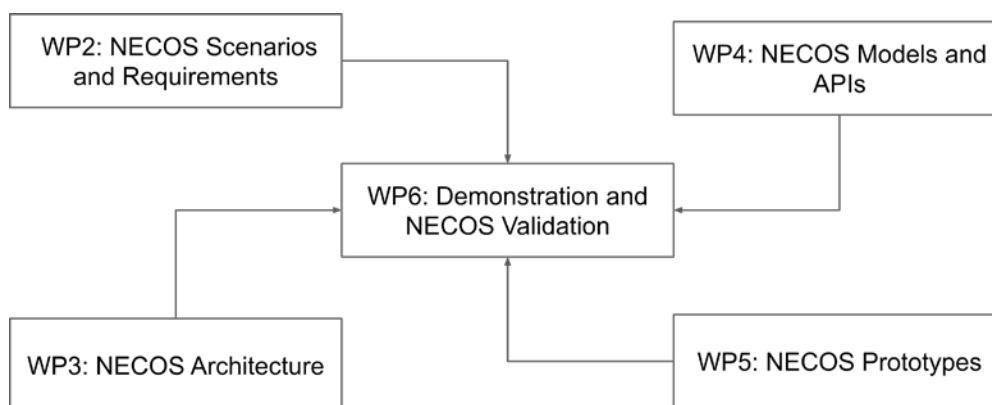 WP2: NECOS Scenarios
and Requirements
WP4: NECOS Models and
APIs
WP6: Demonstration and
NECOS Validation
WP3: NECOS Architecture
WP5: NECOS Prototypes